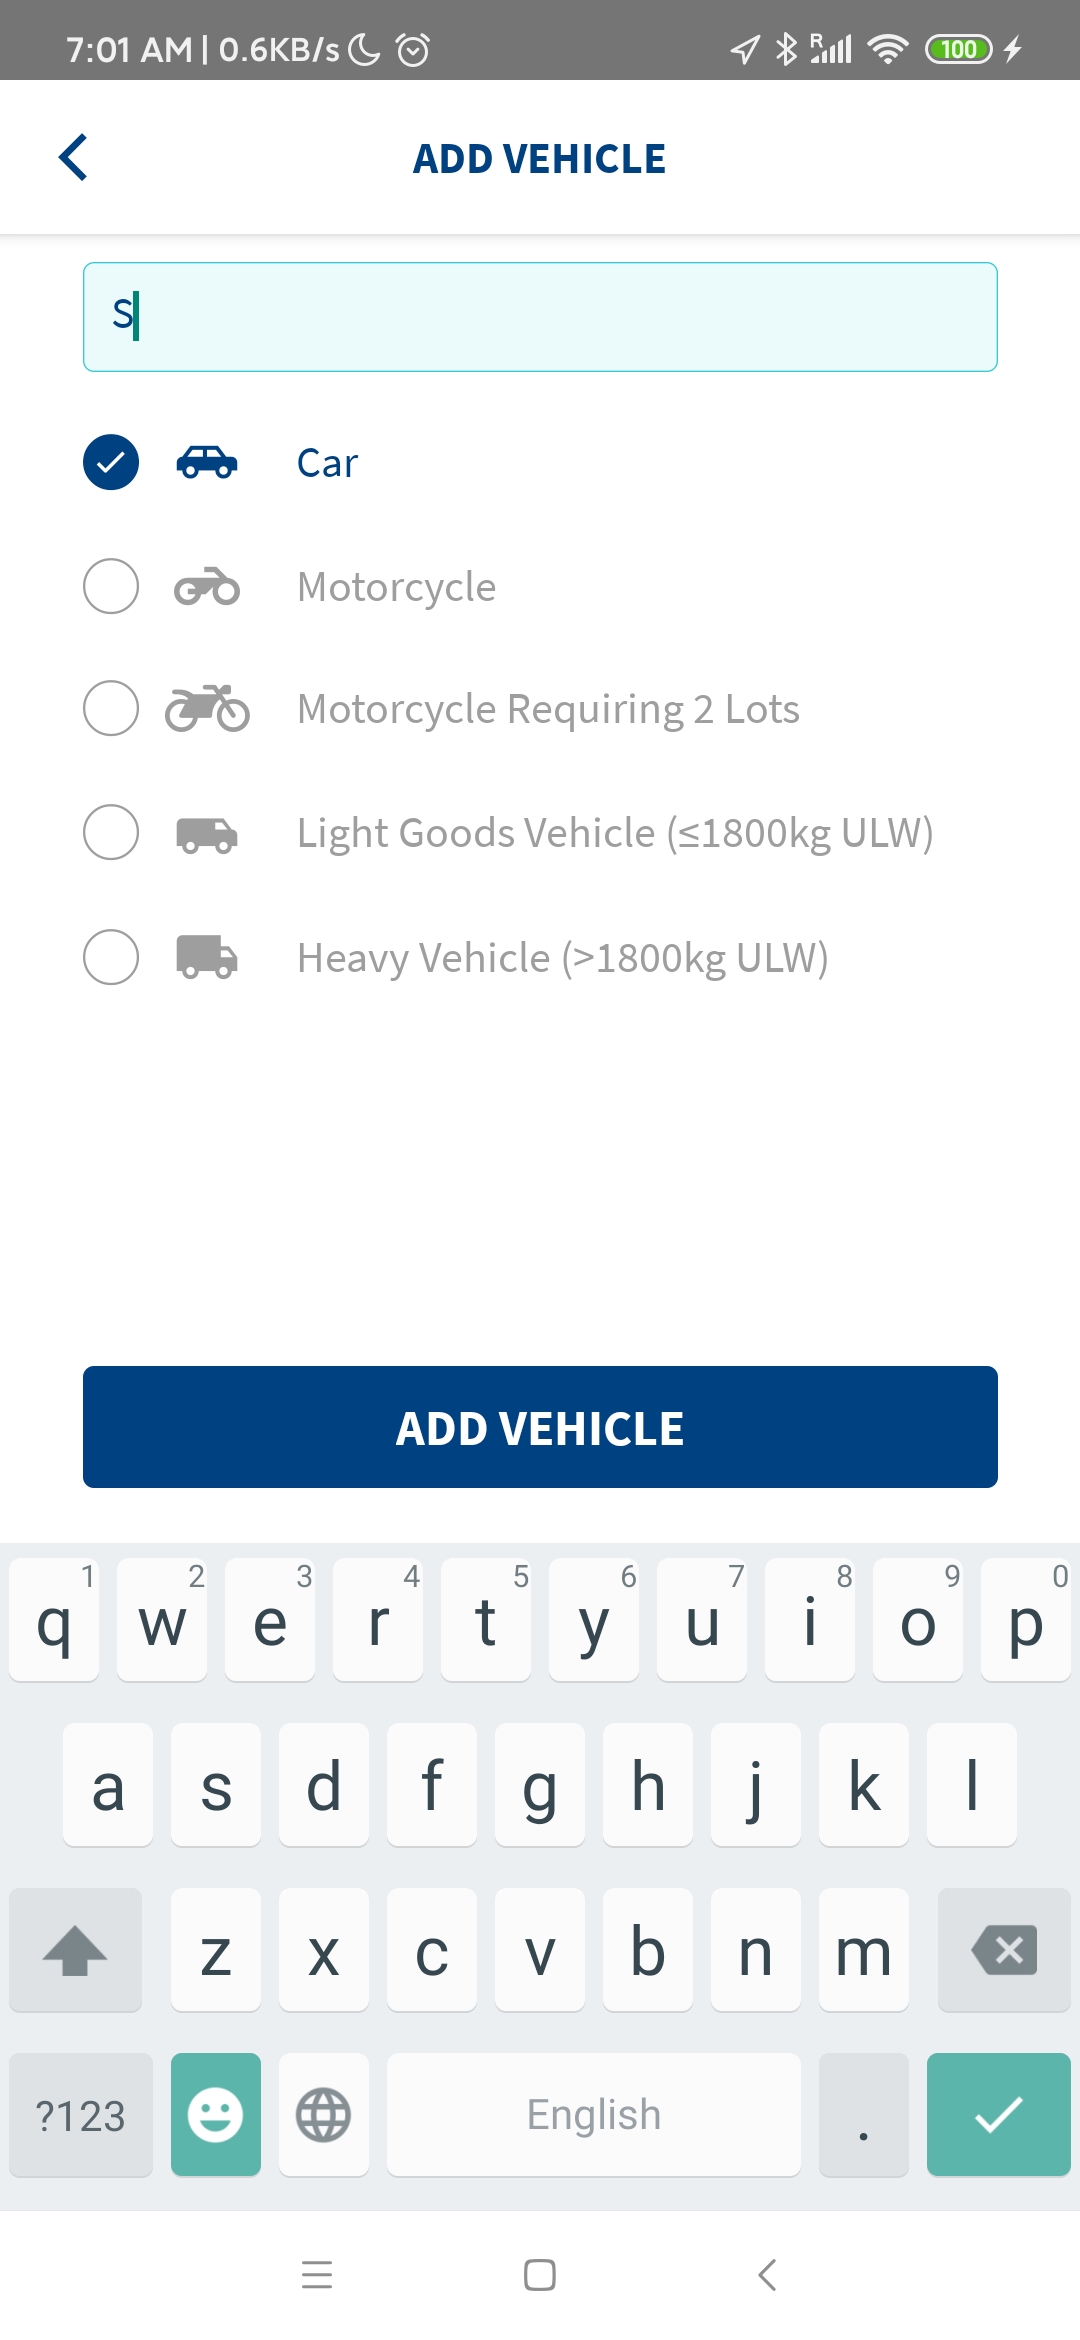 7:01 AM | 0.6KB/s R 100
ADD VEHICLE
S
Car
Motorcycle
Motorcycle Requiring 2 Lots
Light Goods Vehicle (≤1800kg ULW)
Heavy Vehicle (>1800kg ULW)
ADD VEHICLE
1 2 3 4 5 6 7 8 9 0
q w e r t y u i o p
a s d f g h j k l
z x c v b n m
?123 English .